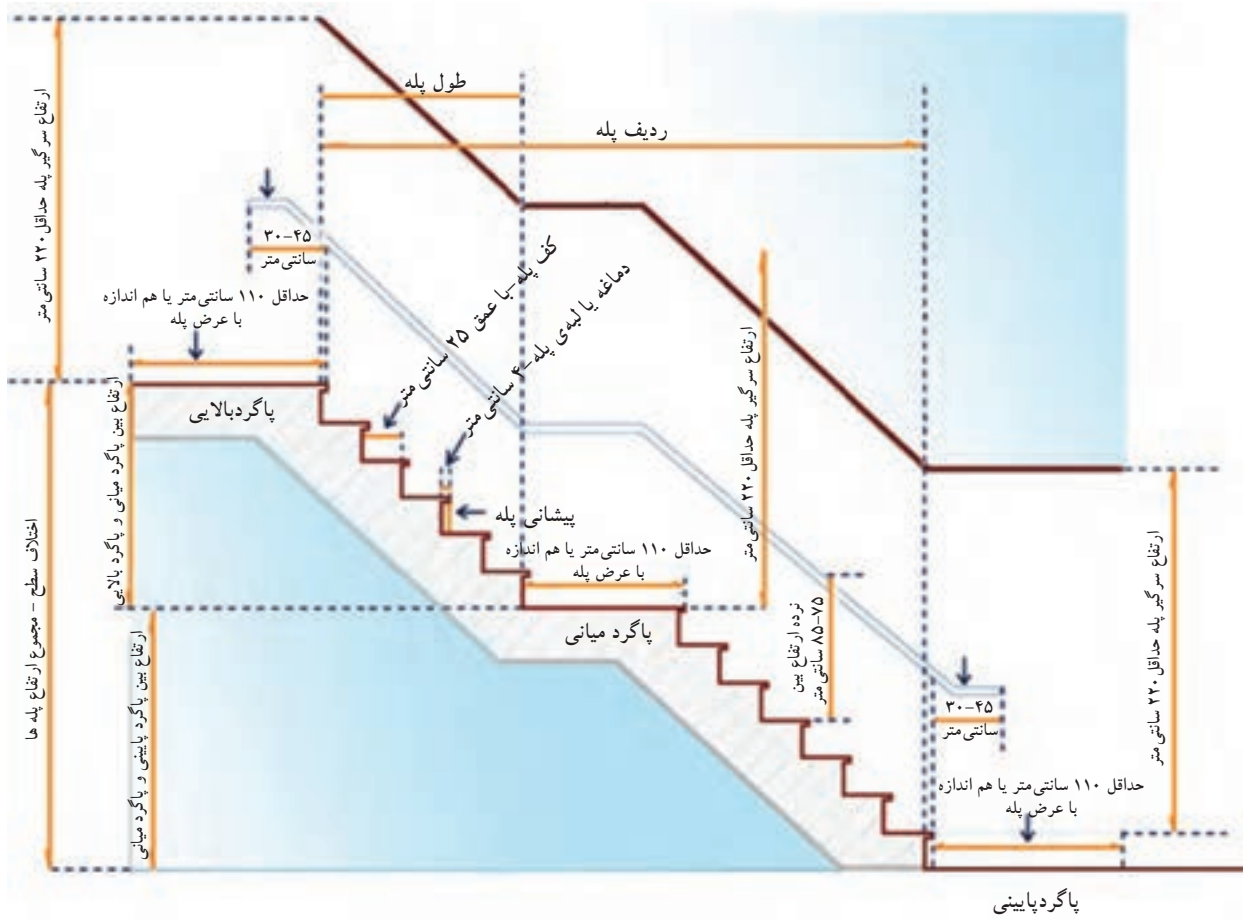 طول پله
ردیف پله
ارتفاع سرگیر پله حداقل ۲۲۰ سانتی‌متر
۳۰-۴۵
سانتی‌متر
حداقل ۱۱۰ سانتی‌متر یا هم اندازه
با عرض پله
کف پله-با عمق ۲۵ سانتی متر
دماغه یا لبه‌ی پله-۴ سانتی متر
ارتفاع سرگیر پله حداقل ۲۲۰ سانتی‌متر
پاگردبالایی
ارتفاع بین پاگرد میانی و پاگرد بالایی
پیشانی پله
حداقل ۱۱۰ سانتی‌متر یا هم اندازه
با عرض پله
پاگرد میانی
نرده ارتفاع بین
۸۵-۷۵ سانتی متر
ارتفاع سرگیر پله حداقل ۲۲۰ سانتی‌متر
اختلاف سطح - مجموع ارتفاع پله ها
ارتفاع بین پاگرد پایینی و پاگرد میانی
۳۰-۴۵
سانتی‌متر
حداقل ۱۱۰ سانتی‌متر یا هم اندازه
با عرض پله
پاگردپایینی